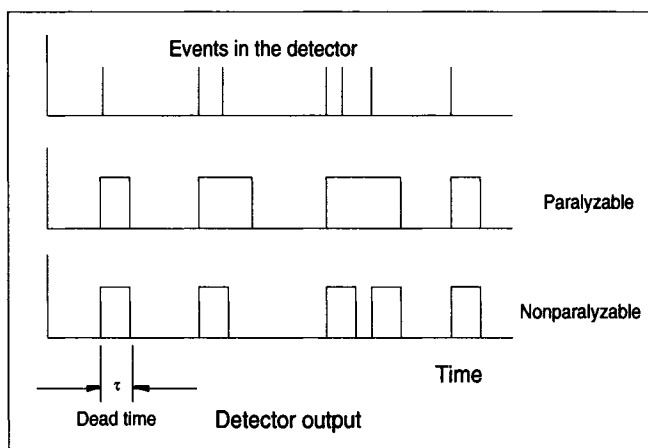 Events in the detector
Paralyzable
Nonparalyzable
Time
τ
Dead time
Detector output